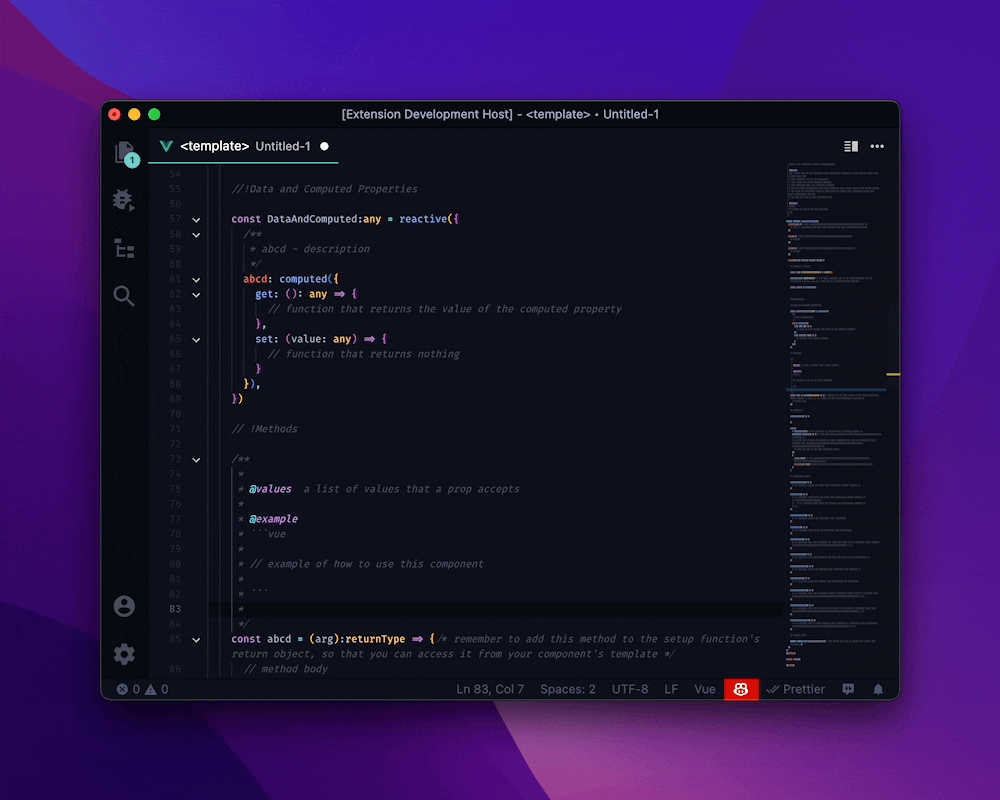 [Extension Development Host] - <template> • Untitled-1
<template> Untitled-1
1
54
55 //!Data and Computed Properties
56
57 const DataAndComputed:any = reactive({
58 /**
59 * abcd - description
60 */
61 abcd: computed({
62 get: (): any => {
63 // function that returns the value of the computed property
64 },
65 set: (value: any) => {
66 // function that returns nothing
67 }
68 }),
69 })
70
71 // !Methods
72
73 /**
74 *
75 * @values a list of values that a prop accepts
76 *
77 * @example
78 * ```vue
79 *
80 * // example of how to use this component
81 *
82 * ```
83 *
84 */
85 const abcd = (arg):returnType => {/* remember to add this method to the setup function's
return object, so that you can access it from your component's template */
86 // method body
0 0 Ln 83, Col 7 Spaces: 2 UTF-8 LF Vue Prettier